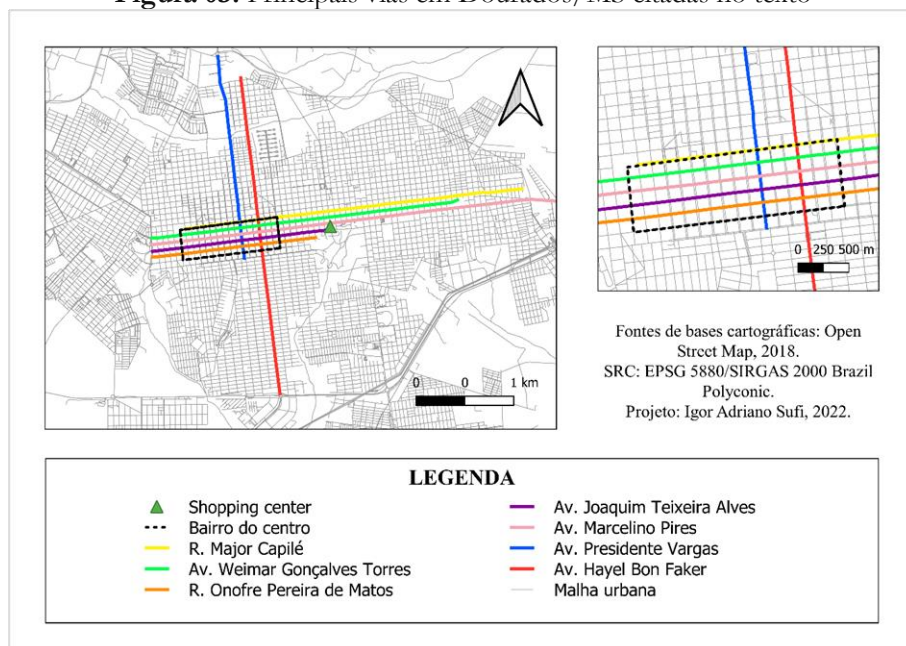 Figura 03. Principais vias em Dourados/MS citadas no texto
0 0 1 km
0 250 500 m
Fontes de bases cartográficas: Open
Street Map, 2018.
SRC: EPSG 5880/SIRGAS 2000 Brazil
Polyconic.
Projeto: Igor Adriano Sufi, 2022.
LEGENDA
Shopping center
Bairro do centro
R. Major Capilé
Av. Weimar Gonçalves Torres
R. Onofre Pereira de Matos
Av. Joaquim Teixeira Alves
Av. Marcelino Pires
Av. Presidente Vargas
Av. Hayel Bon Faker
Malha urbana